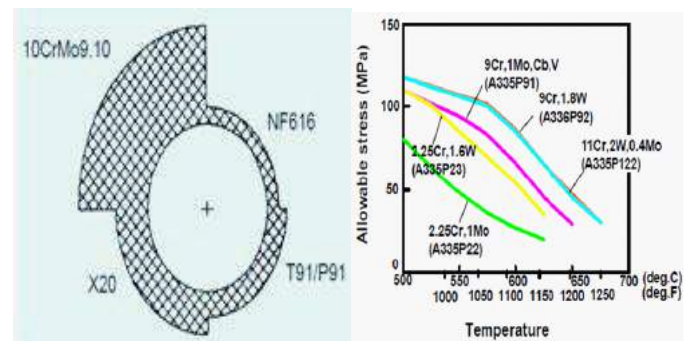 10CrMo9.10
NF616
X20
T91/P91
Allowable stress (MPa)
150
100
50
0
9Cr,1Mo,Cb,V
(A335P91)
9Cr,1.8W
(A336P92)
2.25Cr,1.6W
(A335P23)
11Cr,2W,0.4Mo
(A335P122)
2.25Cr,1Mo
(A335P22)
500 550 600 650 700 (deg.C)
1000 1050 1100 1150 1200 1250 (deg.F)
Temperature